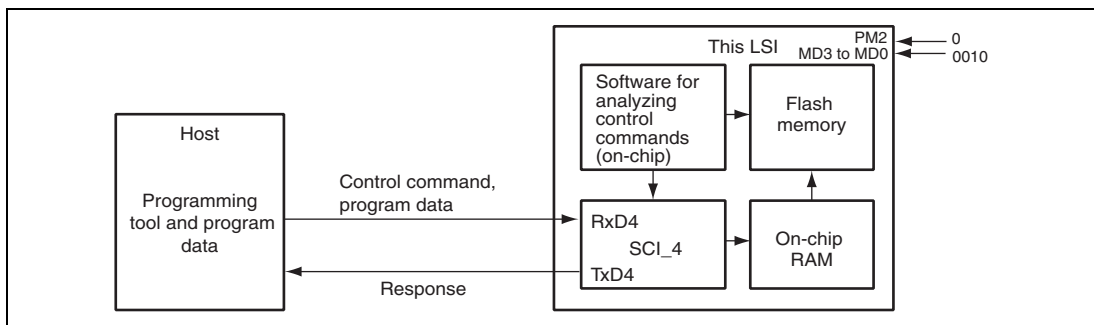 This LSI
PM2
0
MD3 to MD0
0010
Host
Programming
tool and program
data
Control command,
program data
Response
Software for
analyzing
control
commands
(on-chip)
Flash
memory
RxD4
SCI_4
TxD4
On-chip
RAM